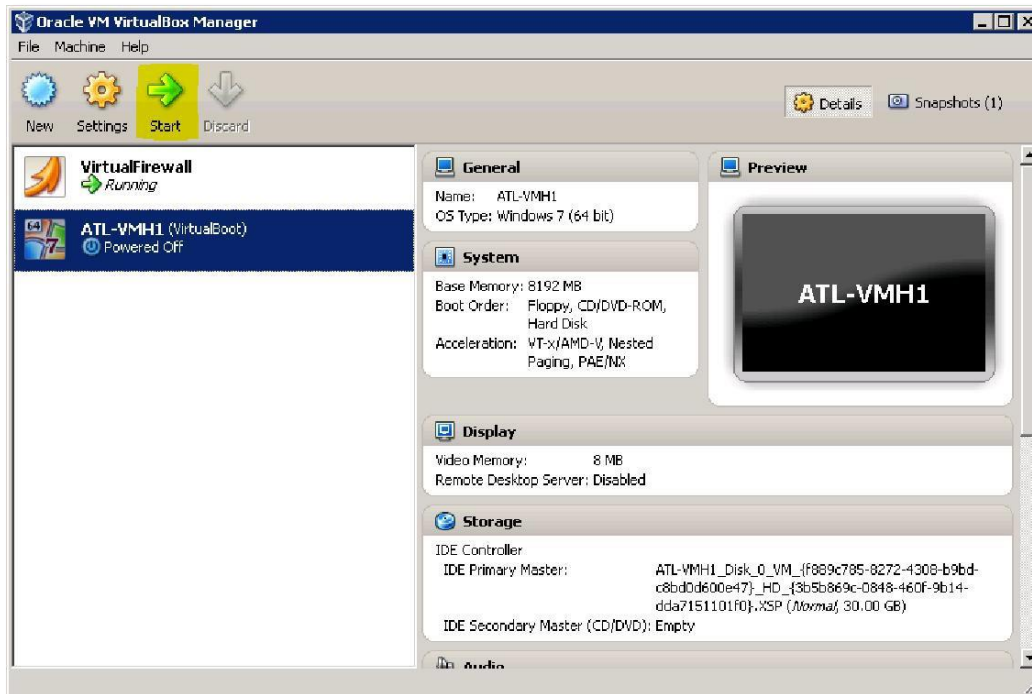 Oracle VM VirtualBox Manager
File Machine Help
New Settings Start Discard
Details Snapshots (1)
VirtualFirewall
Running
64
7
ATL-VMH1 (VirtualBoot)
Powered Off
General
Name: ATL-VMH1
OS Type: Windows 7 (64 bit)
System
Base Memory: 8192 MB
Boot Order: Floppy, CD/DVD-ROM,
Hard Disk
Acceleration: VT-x/AMD-V, Nested
Paging, PAE/NX
Preview
ATL-VMH1
Display
Video Memory: 8 MB
Remote Desktop Server: Disabled
Storage
IDE Controller
IDE Primary Master: ATL-VMH1_Disk_0_VM_{f889c785-8272-4308-b9bd-
c8bd0d600e47}_HD_{3b5b869c-0848-460f-9b14-
dda7151101f0}.XSP (Normal, 30.00 GB)
IDE Secondary Master (CD/DVD): Empty
Audio